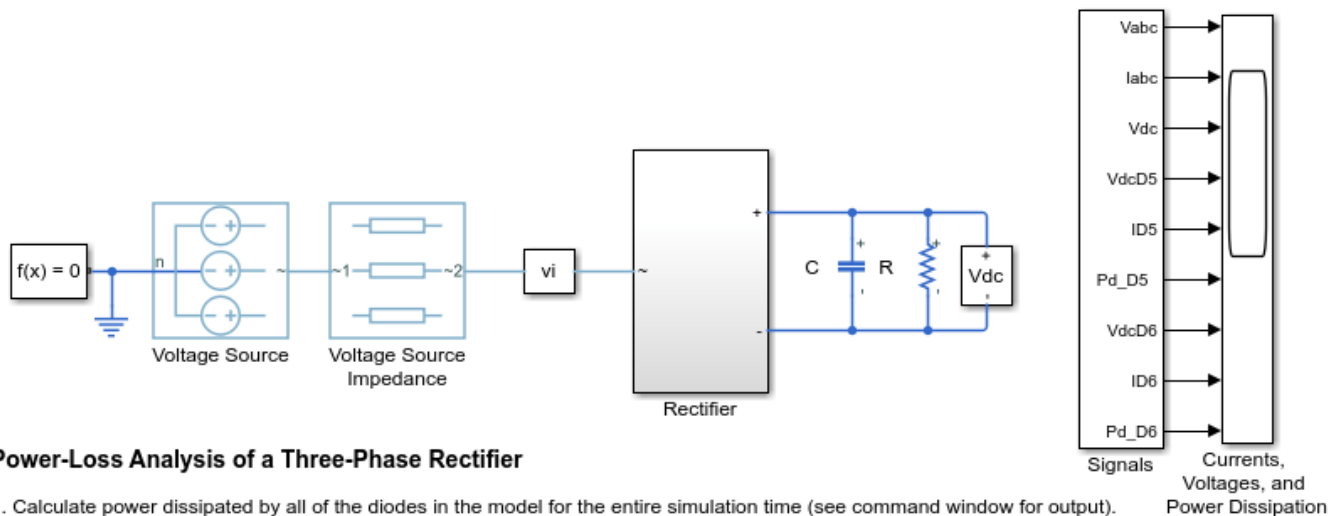 Vabc
Iabc
Vdc
VdcD5
ID5
Pd_D5
VdcD6
ID6
Pd_D6
Signals
Currents,
Voltages, and
Power Dissipation
f(x) = 0
n
- +
- +
- +
~
Voltage Source
~1
~2
Voltage Source
Impedance
vi
~
+
-
Rectifier
C
+
R
+
+
Vdc
-
Power-Loss Analysis of a Three-Phase Rectifier
. Calculate power dissipated by all of the diodes in the model for the entire simulation time (see command window for output).